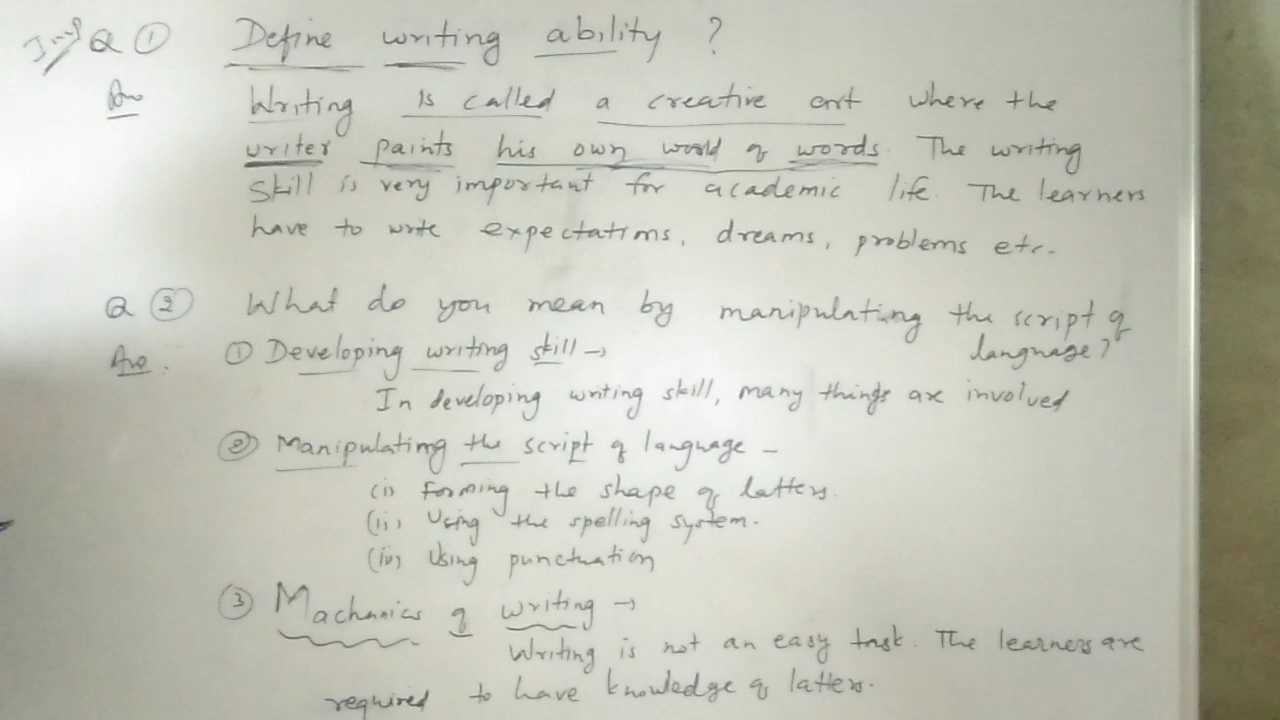 Imp Q ① Define writing ability ?
Ans Writing is called a creative art where the
writer paints his own world of words. The writing
skill is very important for academic life. The learners
have to write expectations, dreams, problems etc.
Q ② What do you mean by manipulating the script of
language?
Ans. ① Developing writing skill →
In developing writing skill, many things are involved
② Manipulating the script of language -
(i) Forming the shape of latters.
(ii) Using the spelling system.
(iii) Using punctuation
③ Machanics of writing →
Writing is not an easy task. The learners are
required to have knowledge of latters.